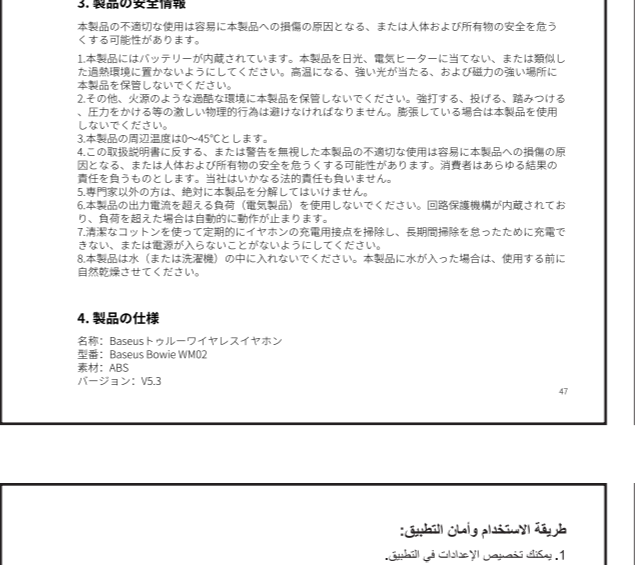 3. 製品の安全情報
本製品の不適切な使用は容易に本製品への損傷の原因となる、または人体および所有物の安全を危う
くする可能性があります。
1.本製品にはバッテリーが内蔵されています。本製品を日光、電気ヒーターに当てない、または類似し
た過熱環境に置かないようにしてください。高温になる、強い光が当たる、および磁力の強い場所に
本製品を保管しないでください。
2.その他、火源のような過酷な環境に本製品を保管しないでください。強打する、投げる、踏みつける
、圧力をかける等の激しい物理的行為は避けなければなりません。膨張している場合は本製品を使用
しないでください。
3.本製品の周辺温度は0〜45℃とします。
4.この取扱説明書に反する、または警告を無視した本製品の不適切な使用は容易に本製品への損傷の原
因となる、または人体および所有物の安全を危うくする可能性があります。消費者はあらゆる結果の
責任を負うものとします。当社はいかなる法的責任も負いません。
5.専門家以外の方は、絶対に本製品を分解してはいけません。
6.本製品の出力電流を超える負荷（電気製品）を使用しないでください。回路保護機構が内蔵されてお
り、負荷を超えた場合は自動的に動作が止まります。
7.清潔なコットンを使って定期的にイヤホンの充電用接点を掃除し、長期間掃除を怠ったために充電で
きない、または電源が入らないことがないようにしてください。
8.本製品は水（または洗濯機）の中に入れないでください。本製品に水が入った場合は、使用する前に
自然乾燥させてください。
4. 製品の仕様
名称：Baseusトゥルーワイヤレスイヤホン
型番：Baseus Bowie WM02
素材：ABS
バージョン：V5.3
47
طريقة الاستخدام وأمان التطبيق:
1. يمكنك تخصيص الإعدادات في التطبيق.